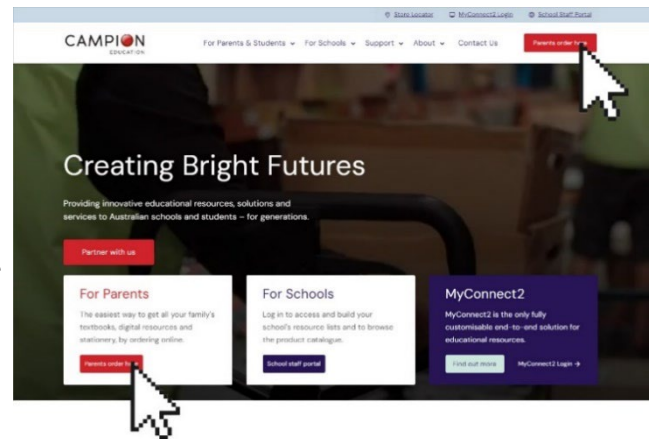 Store Locator MyConnect2 Login School Staff Portal
CAMPION
EDUCATION
For Parents & Students For Schools Support About Contact Us Parents order here
Creating Bright Futures
Providing innovative educational resources, solutions and
services to Australian schools and students – for generations.
Partner with us
For Parents
The easiest way to get all your family's
textbooks, digital resources and
stationery, by ordering online.
Parents order here
For Schools
Log in to access and build your
school's resource lists and to browse
the product catalogue.
School staff portal
MyConnect2
MyConnect2 is the only fully
customisable end-to-end solution for
educational resources.
Find out more MyConnect2 Login →